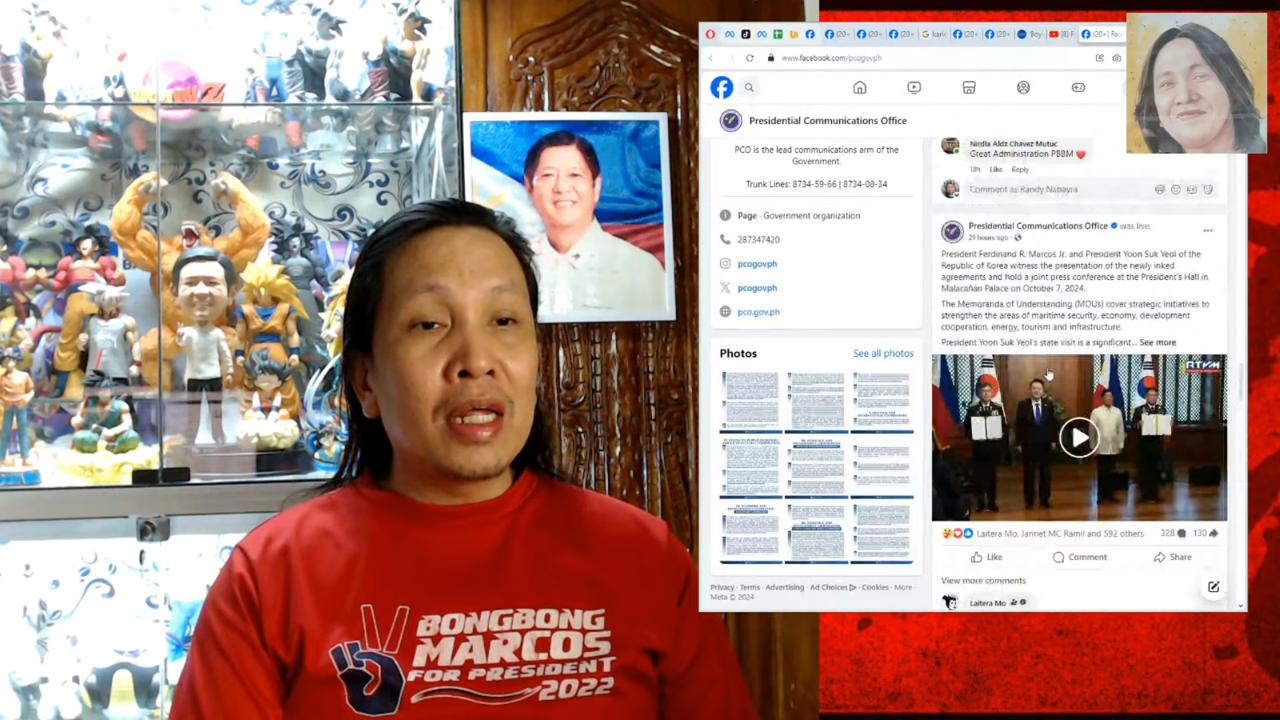 BONGBONG
MARCOS
FOR PRESIDENT
2022
www.facebook.com/pcogovph
Presidential Communications Office
PCO is the lead communications arm of the
Government.
Trunk Lines: 8734-59-66 | 8734-08-34
Page · Government organization
287347420
pcogovph
pcogovph
pco.gov.ph
Photos
See all photos
Privacy · Terms · Advertising · Ad Choices · Cookies · More ·
Meta © 2024
Nirdla Aldz Chavez Mutuc
Great Administration PBBM
18h Like Reply
Comment as Randy Nabayra
Presidential Communications Office was live.
21 hours ago ·
President Ferdinand R. Marcos Jr. and President Yoon Suk Yeol of the
Republic of Korea witness the presentation of the newly inked
agreements and hold a joint press conference at the President's Hall in
Malacañan Palace on October 7, 2024.
The Memoranda of Understanding (MOUs) cover strategic initiatives to
strengthen the areas of maritime security, economy, development
cooperation, energy, tourism and infrastructure.
President Yoon Suk Yeol's state visit is a significant... See more
RTVM
Laitera Mo, Jannet MC Ramil and 592 others
328
130
Like
Comment
Share
View more comments
Laitera Mo